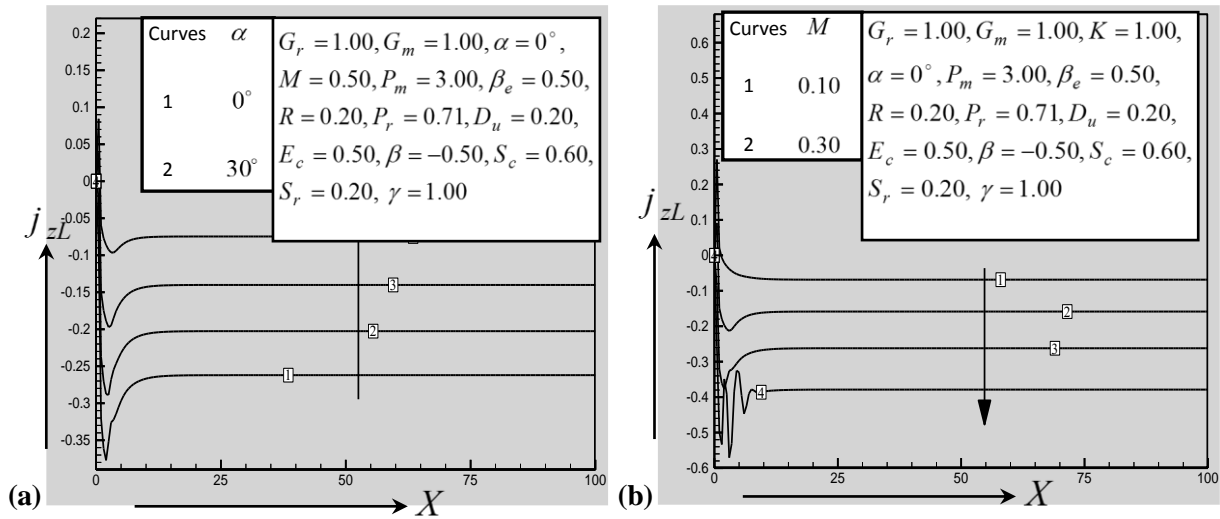 Curves α
1 0°
2 30°
G_r = 1.00, G_m = 1.00, α = 0°,
M = 0.50, P_m = 3.00, β_e = 0.50,
R = 0.20, P_r = 0.71, D_u = 0.20,
E_c = 0.50, β = −0.50, S_c = 0.60,
S_r = 0.20, γ = 1.00
j_zL
0.2
0.15
0.1
0.05
0
-0.05
-0.1
-0.15
-0.2
-0.25
-0.3
-0.35
3
2
1
0 25 50 75 100
(a) X
Curves M
1 0.10
2 0.30
G_r = 1.00, G_m = 1.00, K = 1.00,
α = 0°, P_m = 3.00, β_e = 0.50,
R = 0.20, P_r = 0.71, D_u = 0.20,
E_c = 0.50, β = −0.50, S_c = 0.60,
S_r = 0.20, γ = 1.00
j_zL
0.6
0.5
0.4
0.3
0.2
0.1
0
-0.1
-0.2
-0.3
-0.4
-0.5
-0.6
1
2
3
4
0 25 50 75 100
(b) X